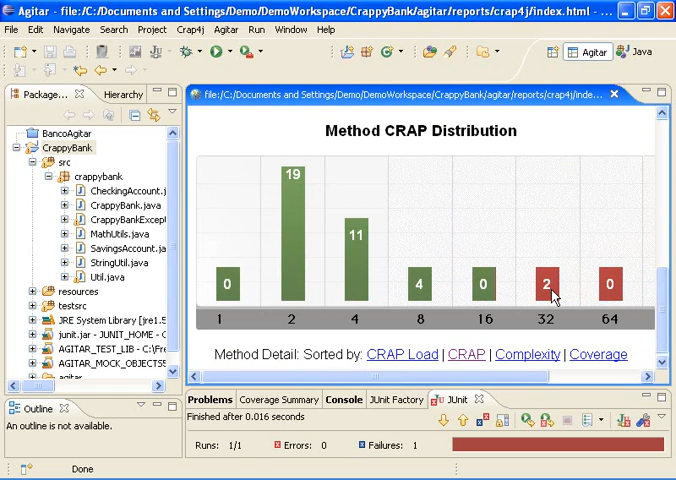 Agitar - file:/C:/Documents and Settings/Demo/DemoWorkspace/CrappyBank/agitar/reports/crap4j/index.html - ...
File Edit Navigate Search Project Crap4j Agitar Run Window Help
Agitar Java
Package... Hierarchy
file:/C:/Documents and Settings/Demo/DemoWorkspace/CrappyBank/agitar/reports/crap4j/inde...
BancoAgitar
CrappyBank
src
crappybank
CheckingAccount.j
CrappyBank.java
CrappyBankExcep
MathUtils.java
SavingsAccount.ja
StringUtil.java
Util.java
resources
testsrc
JRE System Library [jre1.5
junit.jar - JUNIT_HOME - C
AGITAR_TEST_LIB - C:\Fr
AGITAR_MOCK_OBJECTS
agitar
Method CRAP Distribution
0 19 11 4 0 2 0
1 2 4 8 16 32 64
Method Detail: Sorted by: CRAP Load | CRAP | Complexity | Coverage
Outline
An outline is not available.
Problems Coverage Summary Console JUnit Factory JUnit
Finished after 0.016 seconds
Runs: 1/1 Errors: 0 Failures: 1
Done